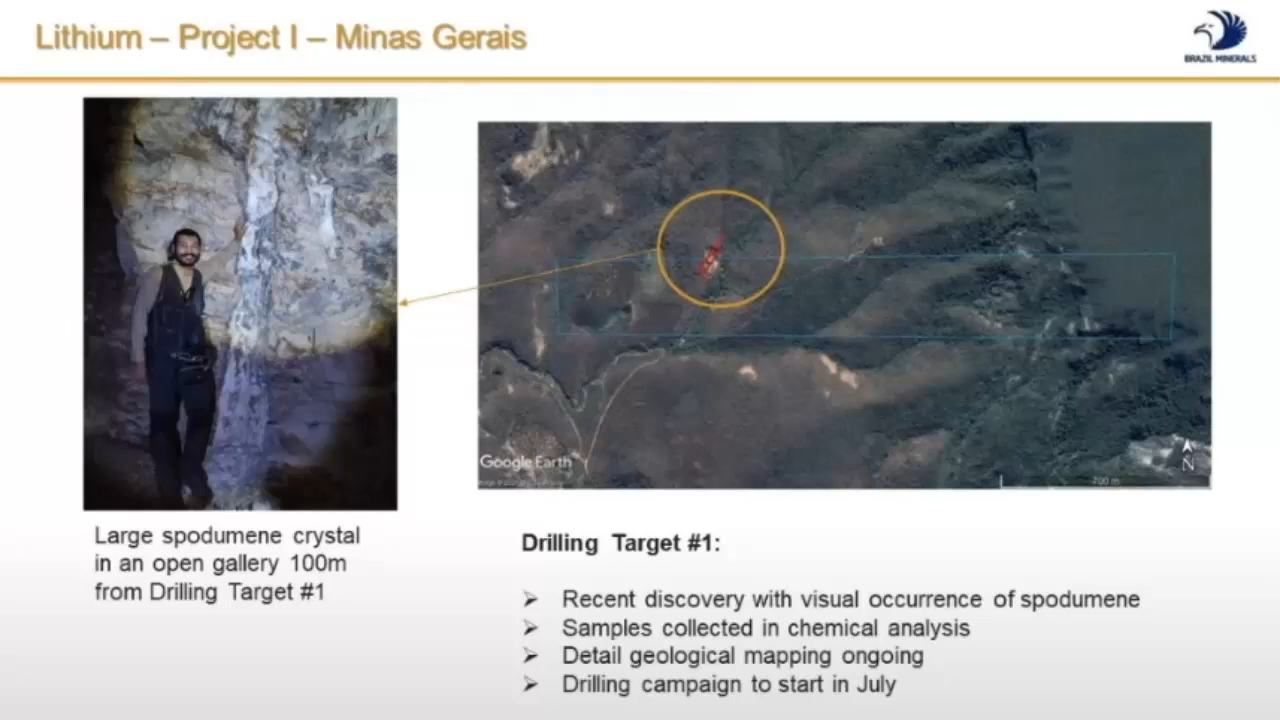 Lithium – Project I – Minas Gerais
BRAZIL MINERALS
Google Earth
N
200 m
Large spodumene crystal
in an open gallery 100m
from Drilling Target #1
Drilling Target #1:
➢ Recent discovery with visual occurrence of spodumene
➢ Samples collected in chemical analysis
➢ Detail geological mapping ongoing
➢ Drilling campaign to start in July